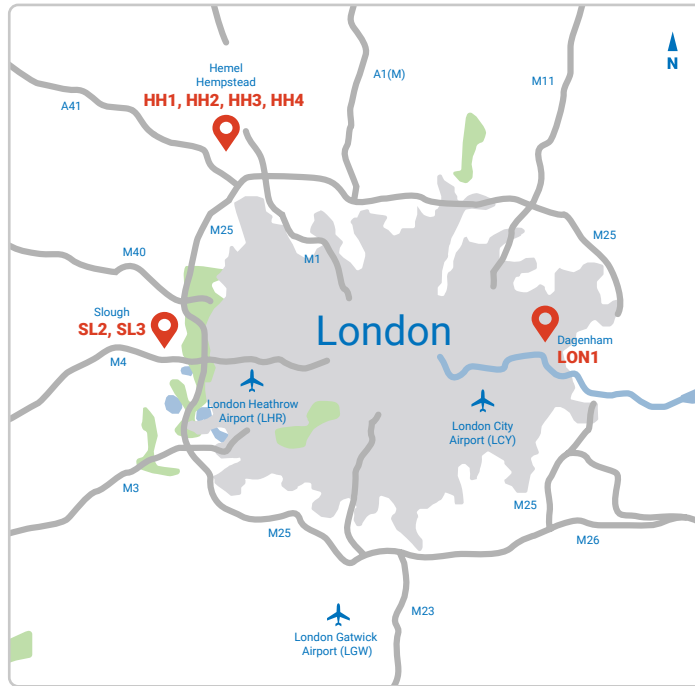 N
Hemel
Hempstead
HH1, HH2, HH3, HH4
A1(M)
M11
A41
M25
M25
M40
M1
Slough
SL2, SL3
London
Dagenham
LON1
M4
London Heathrow
Airport (LHR)
London City
Airport (LCY)
M3
M25
M25
M26
M23
London Gatwick
Airport (LGW)